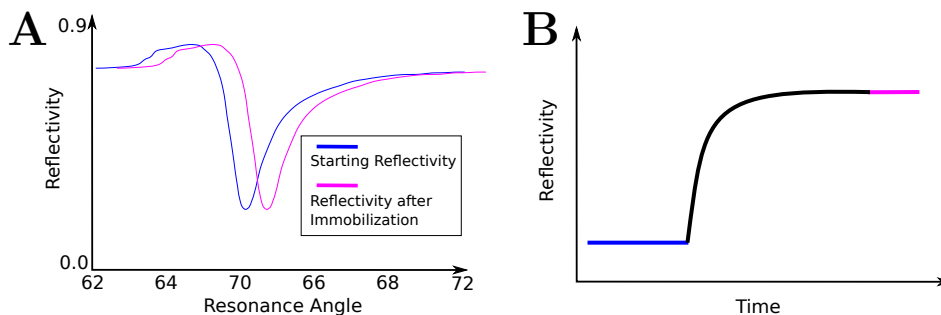 A
0.9
Reflectivity
Starting Reflectivity
Reflectivity after
Immobilization
0.0
62 64 70 66 68 72
Resonance Angle
B
Reflectivity
Time